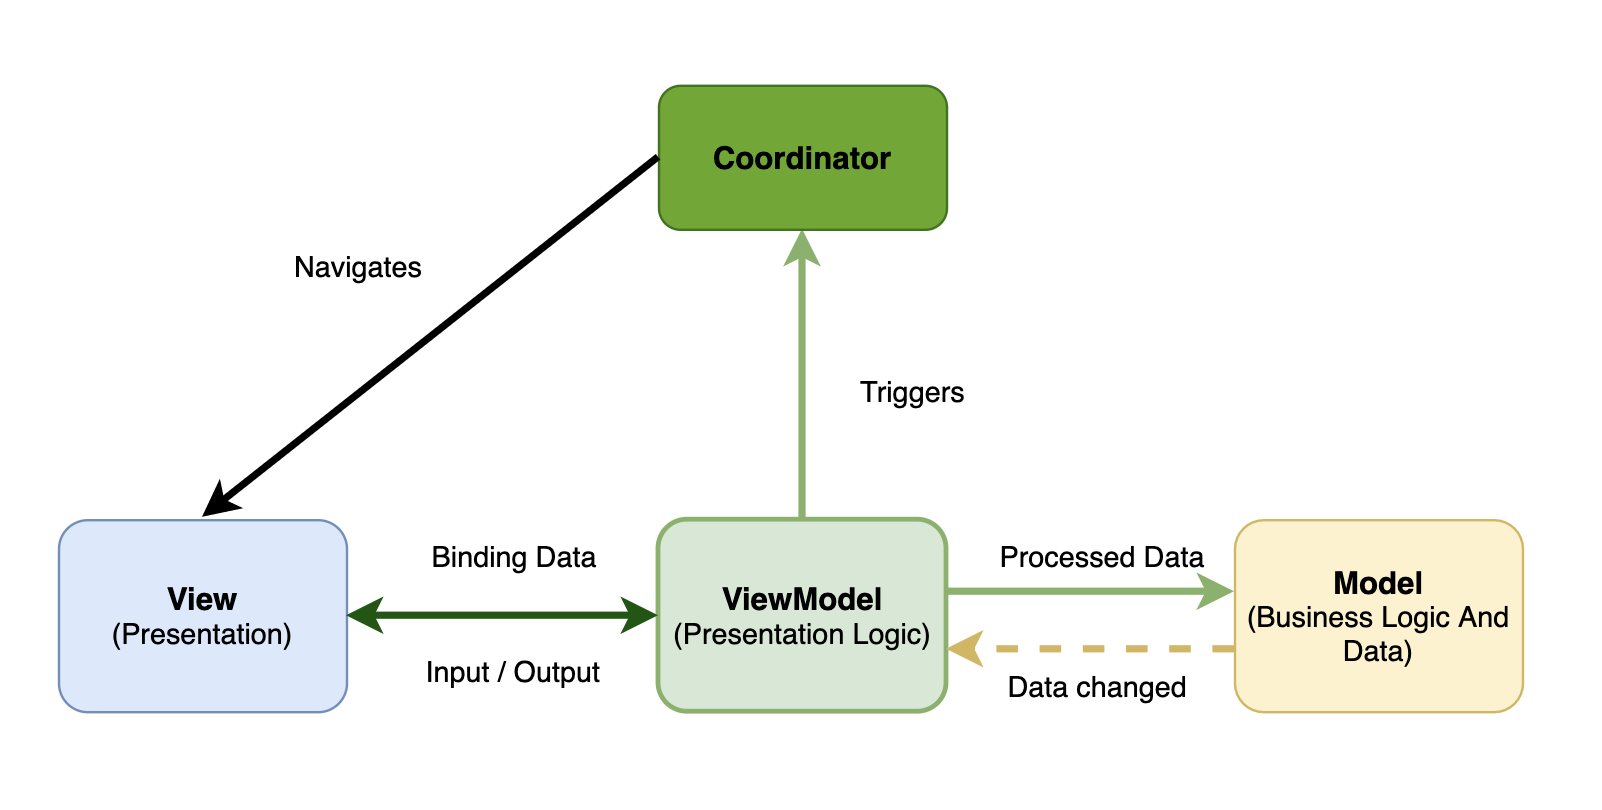 Coordinator
Navigates
Triggers
View
(Presentation)
Binding Data
Input / Output
ViewModel
(Presentation Logic)
Processed Data
Data changed
Model
(Business Logic And
Data)